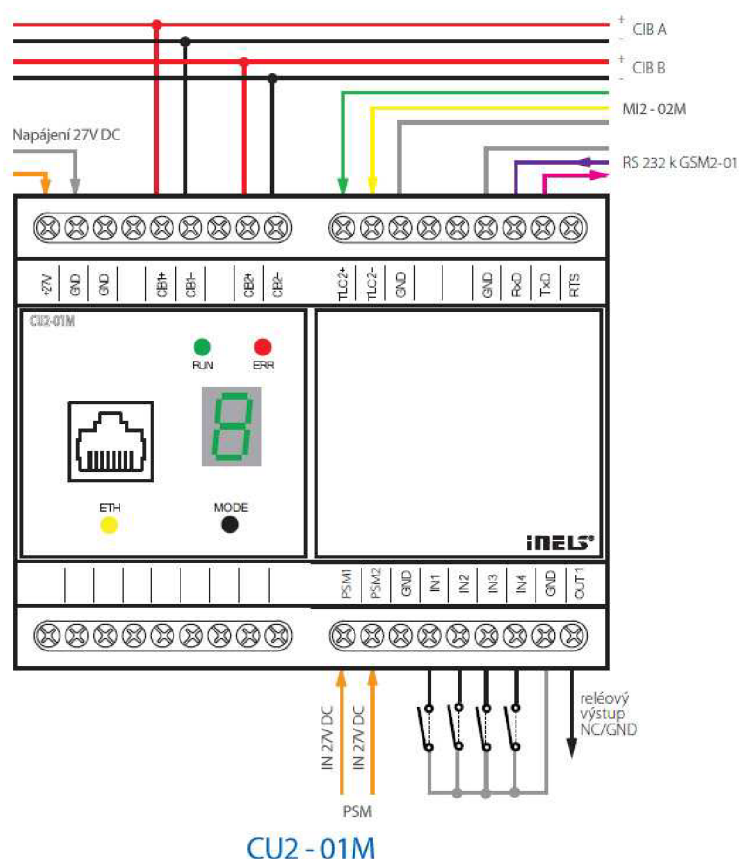 +
CIB A
-
+
CIB B
-
MI2 - 02M
Napájení 27V DC
RS 232 k GSM2-01
+27V GND GND CIB1+ CIB1- CIB2+ CIB2- TLC2+ TLC2- GND GND RxD TxD RTS
CU2-01M
RUN ERR
8
ETH MODE
iNELS®
PSM1 PSM2 GND IN1 IN2 IN3 IN4 GND OUT1
IN 27V DC
IN 27V DC
reléový
výstup
NC/GND
PSM
CU2 - 01M